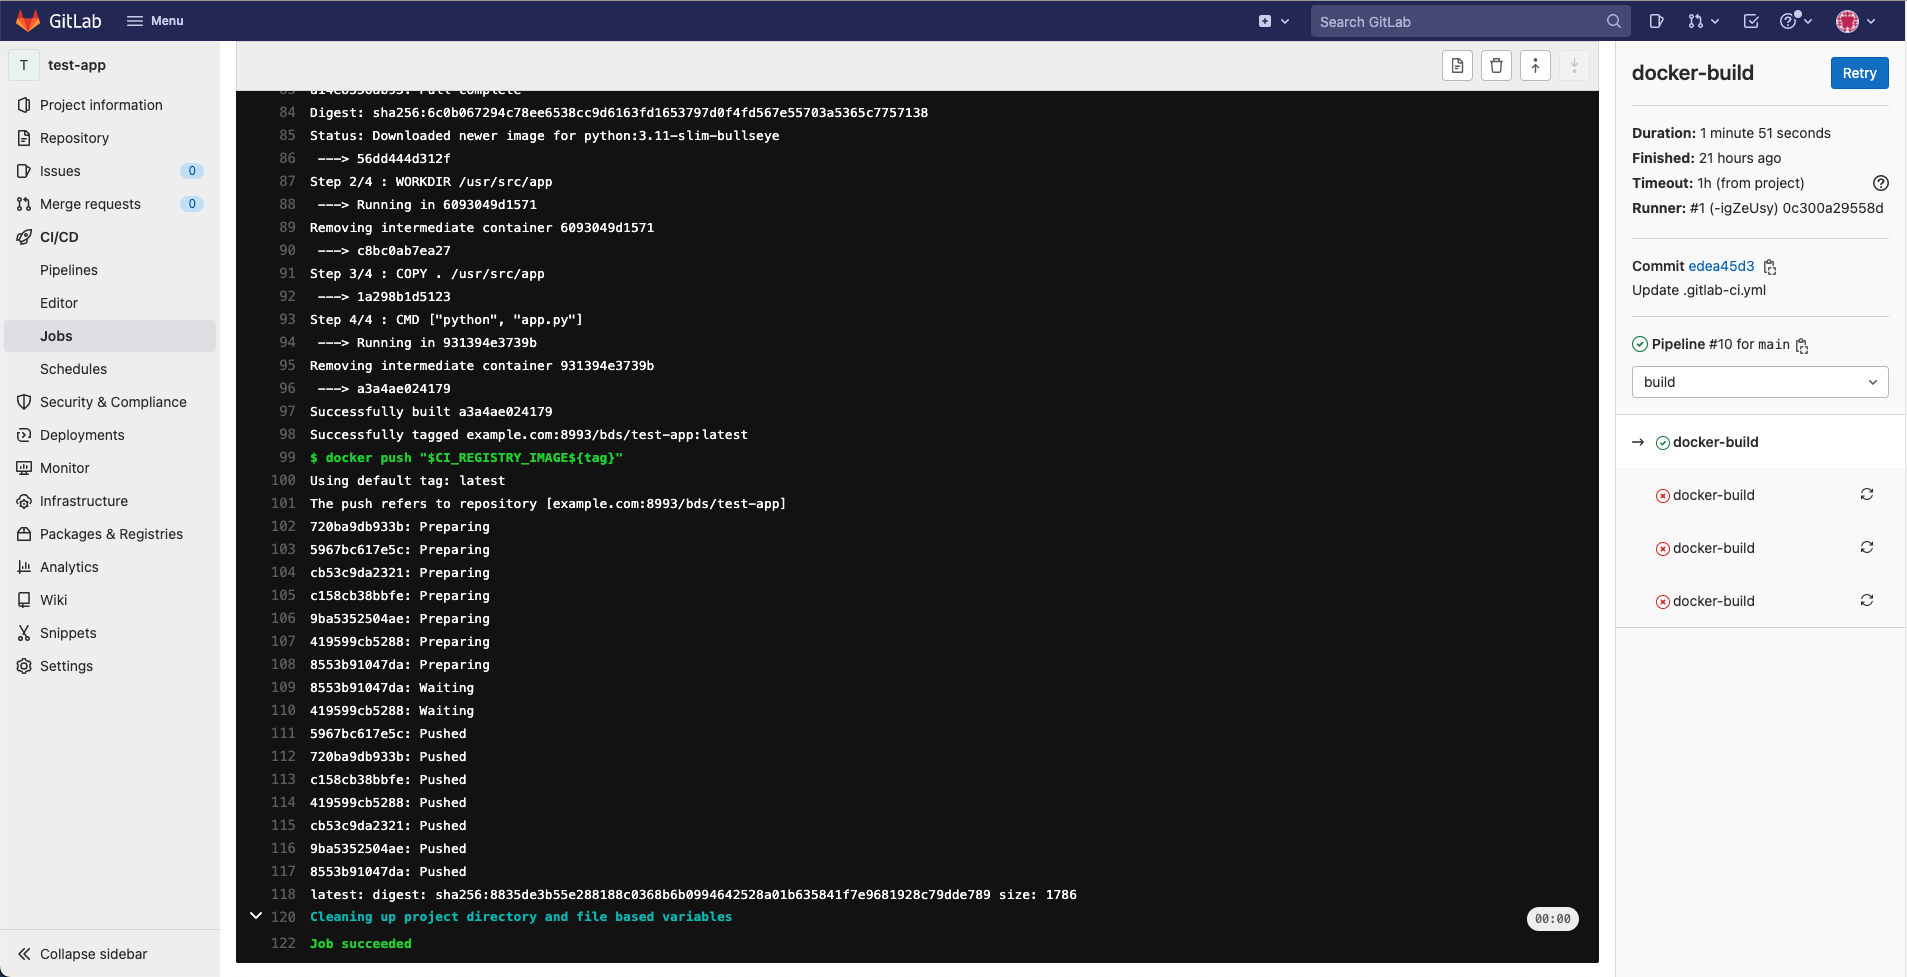 GitLab
Menu
Search GitLab
T
test-app
Project information
Repository
Issues 0
Merge requests 0
CI/CD
Pipelines
Editor
Jobs
Schedules
Security & Compliance
Deployments
Monitor
Infrastructure
Packages & Registries
Analytics
Wiki
Snippets
Settings
Collapse sidebar
84 Digest: sha256:6c0b067294c78ee6538cc9d6163fd1653797d0f4fd567e55703a5365c7757138
85 Status: Downloaded newer image for python:3.11-slim-bullseye
86 ---> 56dd444d312f
87 Step 2/4 : WORKDIR /usr/src/app
88 ---> Running in 6093049d1571
89 Removing intermediate container 6093049d1571
90 ---> c8bc0ab7ea27
91 Step 3/4 : COPY . /usr/src/app
92 ---> 1a298b1d5123
93 Step 4/4 : CMD ["python", "app.py"]
94 ---> Running in 931394e3739b
95 Removing intermediate container 931394e3739b
96 ---> a3a4ae024179
97 Successfully built a3a4ae024179
98 Successfully tagged example.com:8993/bds/test-app:latest
99 $ docker push "$CI_REGISTRY_IMAGE${tag}"
100 Using default tag: latest
101 The push refers to repository [example.com:8993/bds/test-app]
102 720ba9db933b: Preparing
103 5967bc617e5c: Preparing
104 cb53c9da2321: Preparing
105 c158cb38bbfe: Preparing
106 9ba5352504ae: Preparing
107 419599cb5288: Preparing
108 8553b91047da: Preparing
109 8553b91047da: Waiting
110 419599cb5288: Waiting
111 5967bc617e5c: Pushed
112 720ba9db933b: Pushed
113 c158cb38bbfe: Pushed
114 419599cb5288: Pushed
115 cb53c9da2321: Pushed
116 9ba5352504ae: Pushed
117 8553b91047da: Pushed
118 latest: digest: sha256:8835de3b55e288188c0368b6b0994642528a01b635841f7e9681928c79dde789 size: 1786
120 Cleaning up project directory and file based variables 00:00
122 Job succeeded
docker-build
Retry
Duration: 1 minute 51 seconds
Finished: 21 hours ago
Timeout: 1h (from project)
Runner: #1 (-igZeUsy) 0c300a29558d
Commit edea45d3
Update .gitlab-ci.yml
Pipeline #10 for main
build
docker-build
docker-build
docker-build
docker-build